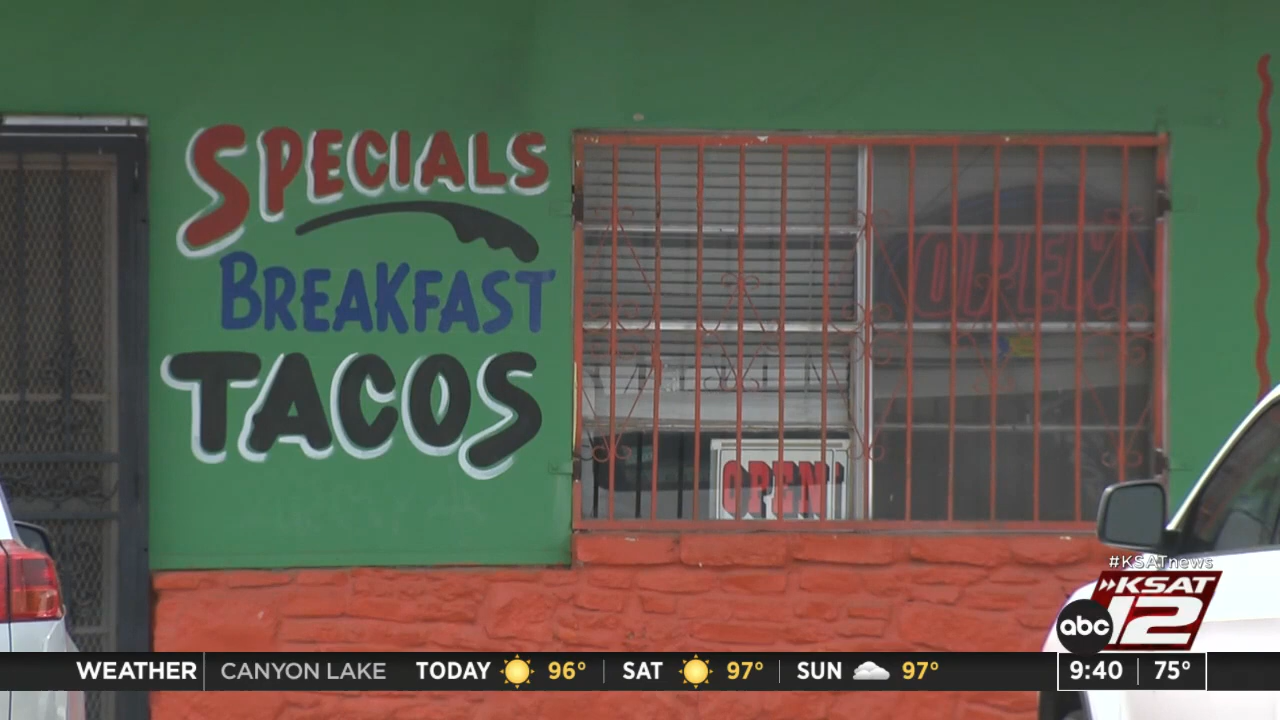 SPECIALS
BREAKFAST
TACOS
OPEN
OPEN
#KSATnews
KSAT
abc 12
WEATHER CANYON LAKE TODAY 96° SAT 97° SUN 97° 9:40 75°